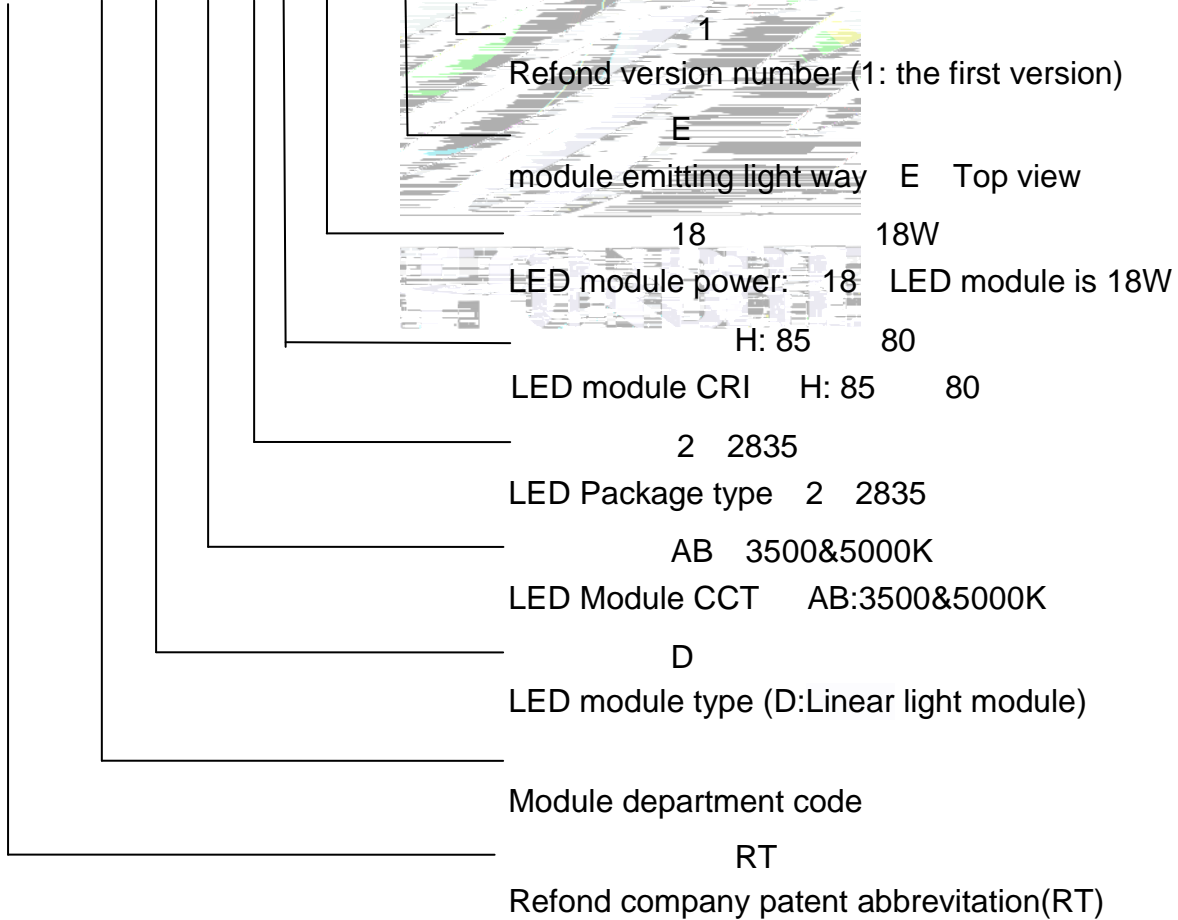 1
Refond version number (1: the first version)
E
module emitting light way E Top view
18 18W
LED module power: 18 LED module is 18W
H: 85 80
LED module CRI H: 85 80
2 2835
LED Package type 2 2835
AB 3500&5000K
LED Module CCT AB:3500&5000K
D
LED module type (D:Linear light module)
Module department code
RT
Refond company patent abbrevitation(RT)